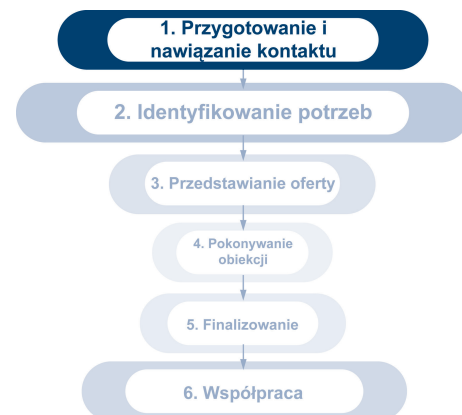 1. Przygotowanie i
nawiązanie kontaktu
2. Identyfikowanie potrzeb
3. Przedstawianie oferty
4. Pokonywanie
obiekcji
5. Finalizowanie
6. Współpraca